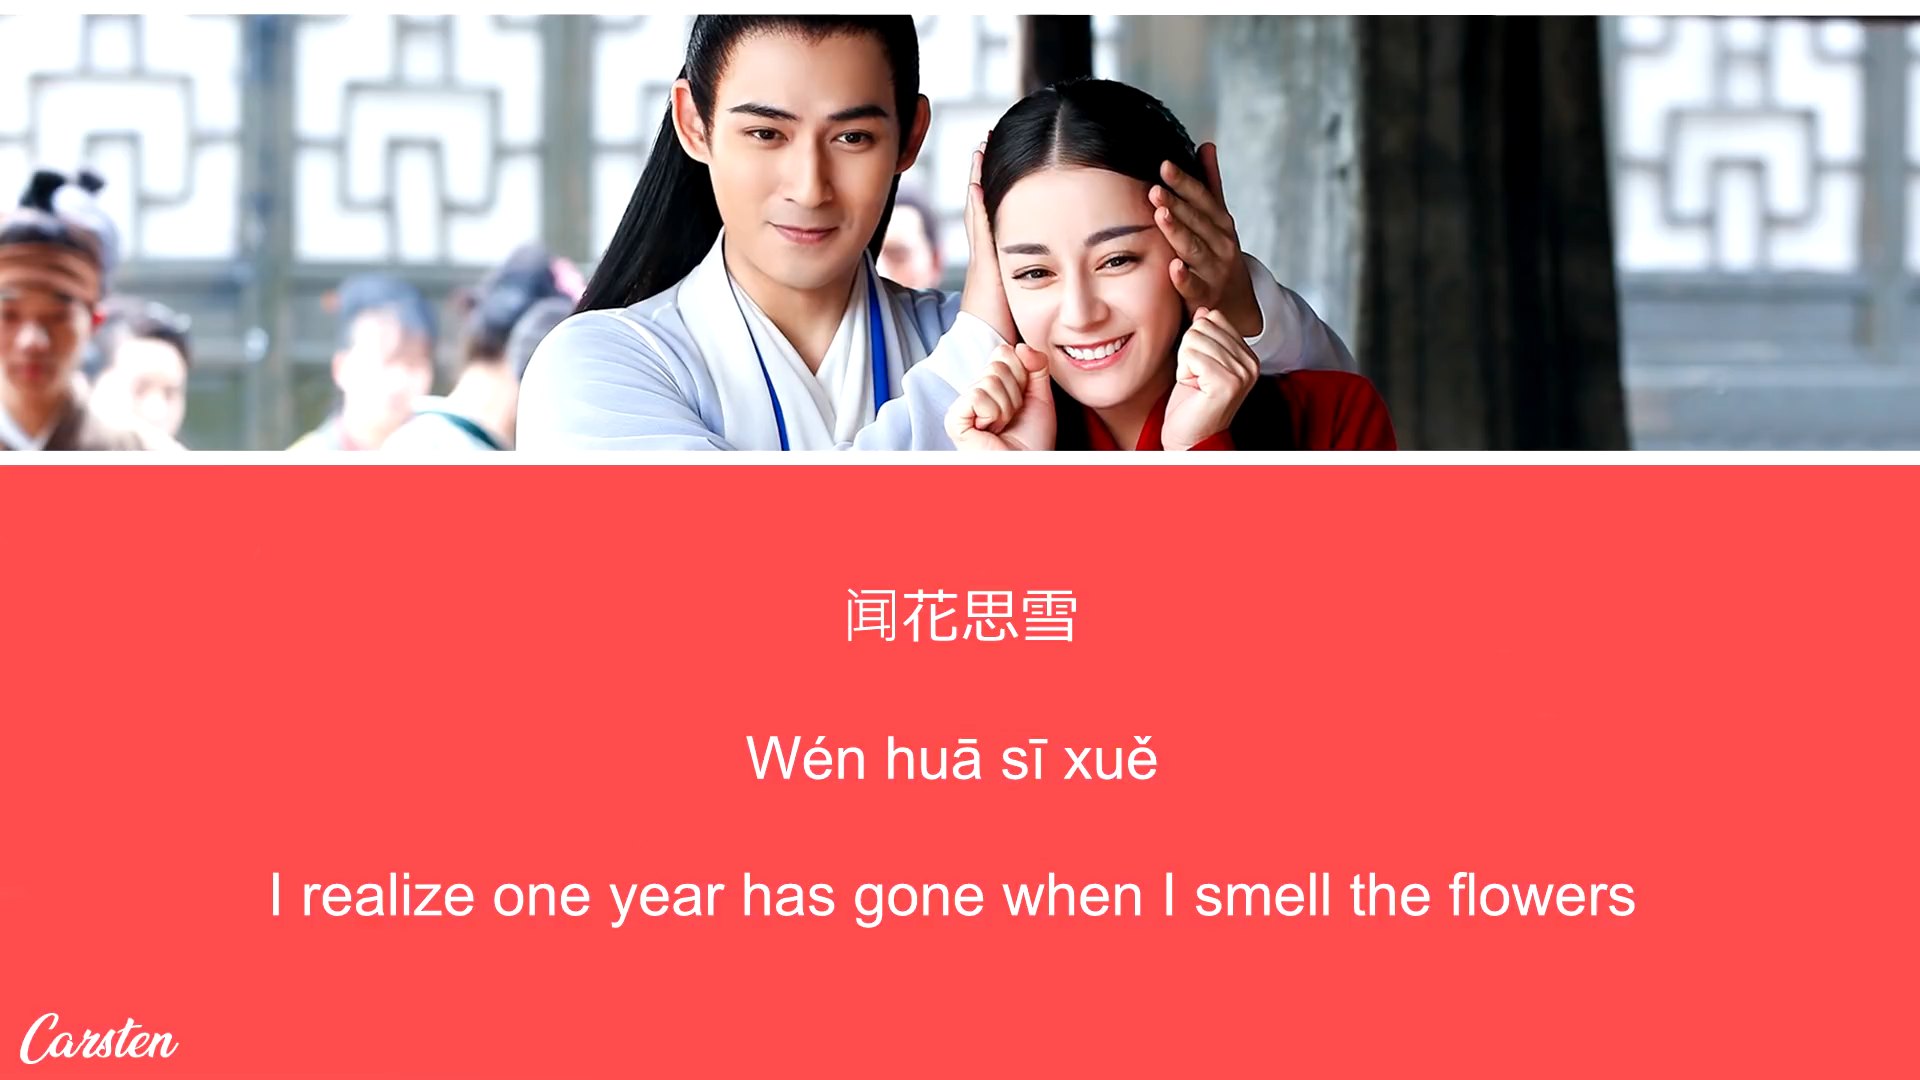 闻花思雪
Wén huā sī xuě
I realize one year has gone when I smell the flowers
Carsten